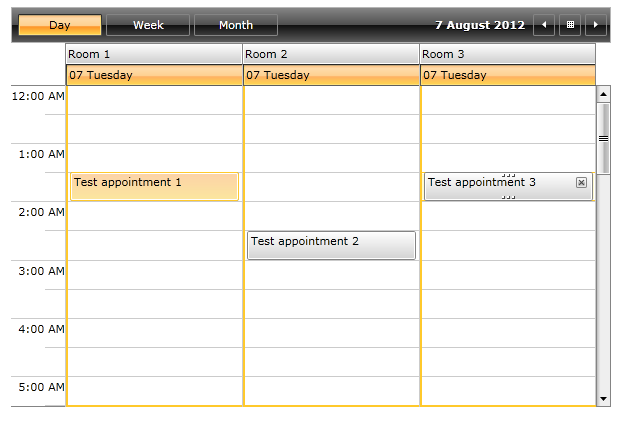 Day Week Month 7 August 2012
Room 1 Room 2 Room 3
07 Tuesday 07 Tuesday 07 Tuesday
12:00 AM
1:00 AM
Test appointment 1 Test appointment 3
2:00 AM
Test appointment 2
3:00 AM
4:00 AM
5:00 AM